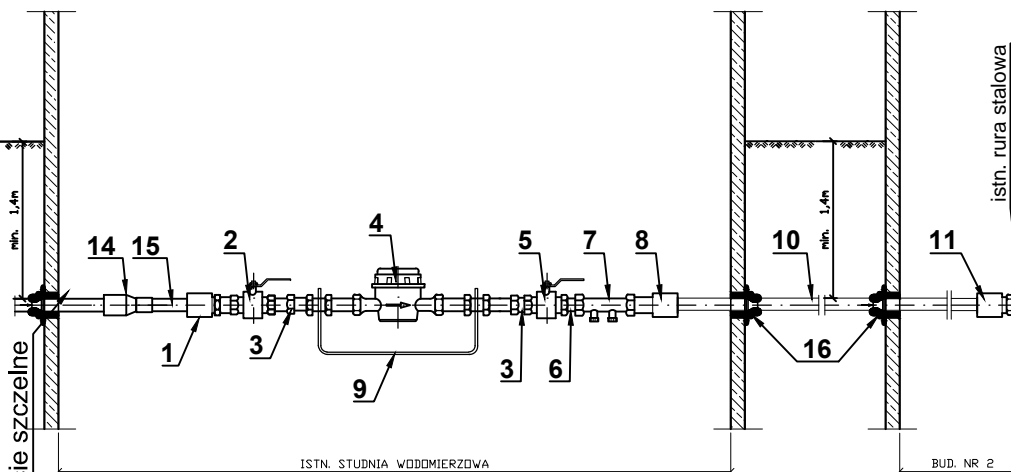 istn. rura stalowa
min. 1,4m
min. 1,4m
14
15
2
4
5
7
8
10
11
1
3
9
3
6
16
ie szczelne
ISTN. STUDNIA WODOMIERZOWA
BUD. NR 2